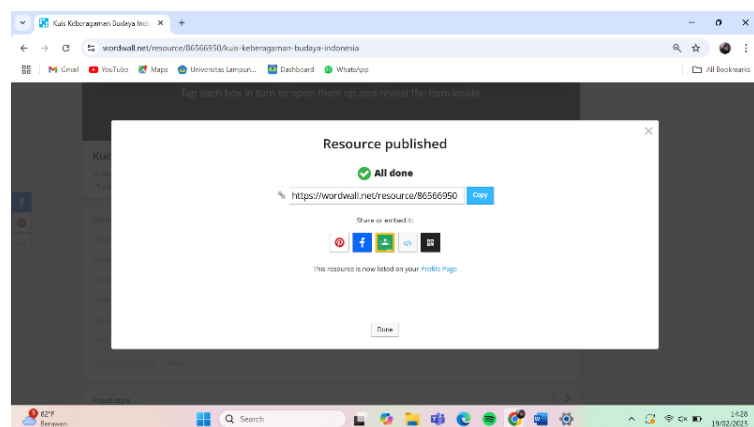 Kuis Keberagaman Budaya Indo
wordwall.net/resource/86566950/kuis-keberagaman-budaya-indonesia
Gmail
YouTube
Maps
Universitas Lampun...
Dashboard
WhatsApp
All Bookmarks
Tap each box in turn to open them up and reveal the item inside.
Kuis
Resource published
All done
https://wordwall.net/resource/86566950
Copy
Share or embed it:
This resource is now listed on your Profile Page
Done
Visual style
3
82°F
Berawan
Search
14:28
19/02/2025